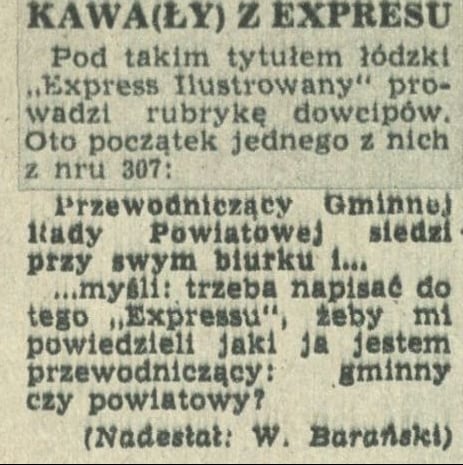 KAWA(ŁY) Z EXPRESU
Pod takim tytułem łódzki
„Express Ilustrowany“ pro-
wadzi rubrykę dowcipów.
Oto początek jednego z nich
z nru 307:
Przewodniczący Gminnej
Rady Powiatowej siedzi
przy swym biurku i...
...myśli: trzeba napisać do
tego „Expressu“, żeby mi
powiedzieli jaki ja jestem
przewodniczący: gminny
czy powiatowy?
(Nadesłał: W. Barański)